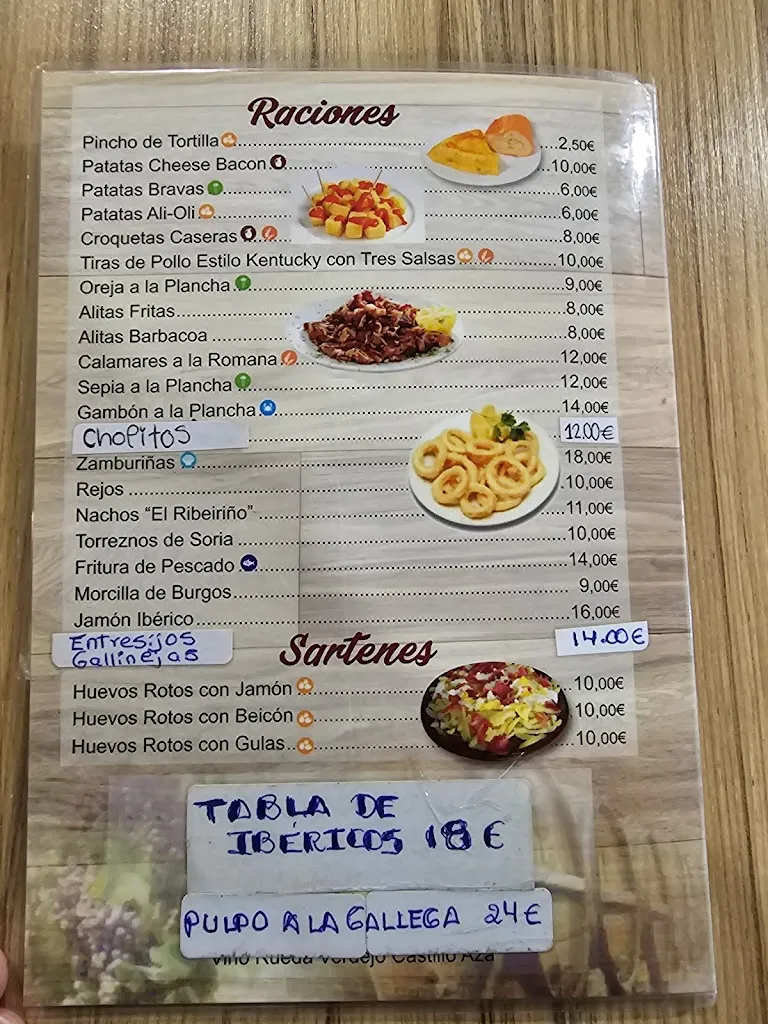 Raciones
Pincho de Tortilla 2,50€
Patatas Cheese Bacon 10,00€
Patatas Bravas 6,00€
Patatas Ali-Oli 6,00€
Croquetas Caseras 8,00€
Tiras de Pollo Estilo Kentucky con Tres Salsas 10,00€
Oreja a la Plancha 9,00€
Alitas Fritas 8,00€
Alitas Barbacoa 8,00€
Calamares a la Romana 12,00€
Sepia a la Plancha 12,00€
Gambón a la Plancha 14,00€
Chopitos 12.00€
Zamburiñas 18,00€
Rejos 10,00€
Nachos “El Ribeiriño” 11,00€
Torreznos de Soria 10,00€
Fritura de Pescado 14,00€
Morcilla de Burgos 9,00€
Jamón Ibérico 16,00€
Entresijos
Gallinejas 14.00€
Sartenes
Huevos Rotos con Jamón 10,00€
Huevos Rotos con Beicón 10,00€
Huevos Rotos con Gulas 10,00€
TABLA DE
IBÉRICOS 18€
PULPO A LA GALLEGA 24€
Vino Rueda Verdejo Castillo Aza